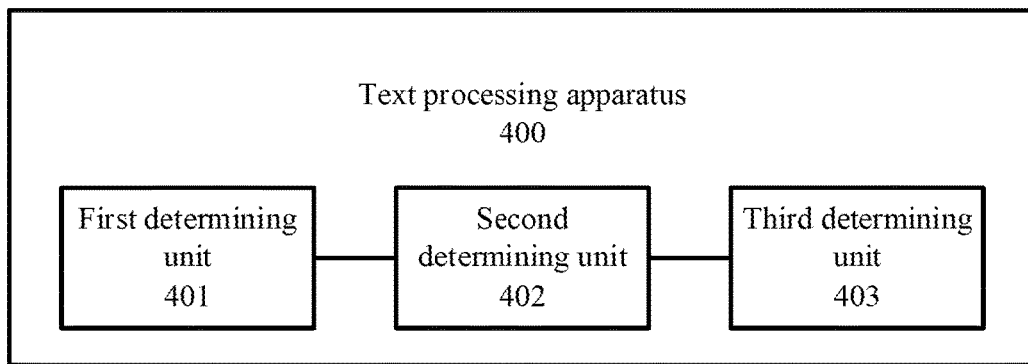 Text processing apparatus
400
First determining
unit
401
Second
determining unit
402
Third determining
unit
403